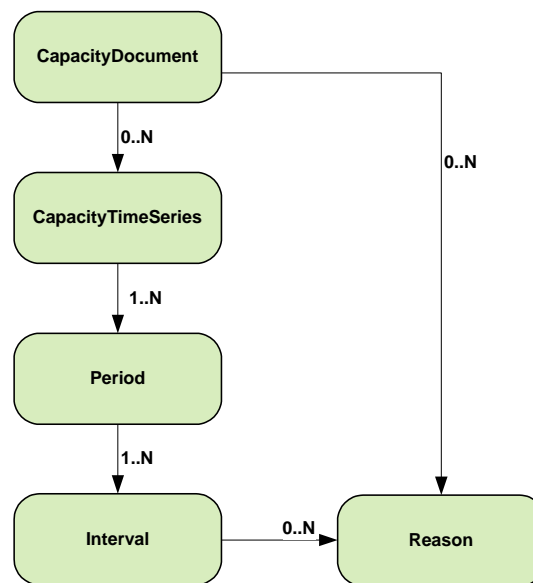 CapacityDocument
0..N
0..N
CapacityTimeSeries
1..N
Period
1..N
Interval
0..N
Reason